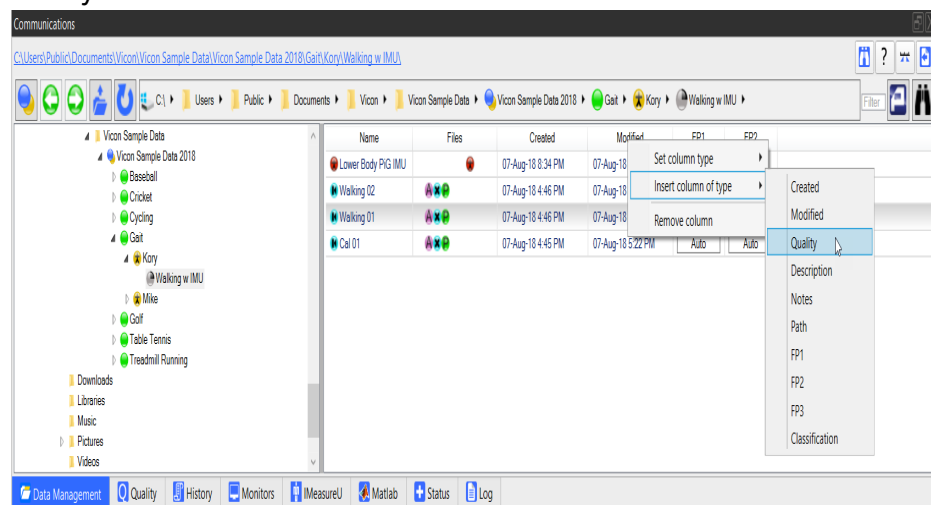 Communications
C:\Users\Public\Documents\Vicon\Vicon Sample Data\Vicon Sample Data 2018\Gait\Kory\Walking w IMU\
?
C:\ Users Public Documents Vicon Vicon Sample Data Vicon Sample Data 2018 Gait Kory Walking w IMU Filter
Vicon Sample Data
Vicon Sample Data 2018
Baseball
Cricket
Cycling
Gait
Kory
Walking w IMU
Mike
Golf
Table Tennis
Treadmill Running
Downloads
Libraries
Music
Pictures
Videos
Name Files Created Modified FP1 FP2
Lower Body PiG IMU 07-Aug-18 8:34 PM 07-Aug-18
Walking 02 A X P 07-Aug-18 4:46 PM 07-Aug-18
Walking 01 A X P 07-Aug-18 4:46 PM 07-Aug-18
Cal 01 A X P 07-Aug-18 4:45 PM 07-Aug-18 5:22 PM Auto Auto
Set column type
Insert column of type
Remove column
Created
Modified
Quality
Description
Notes
Path
FP1
FP2
FP3
Classification
Data Management Quality History Monitors IMeasureU Matlab Status Log